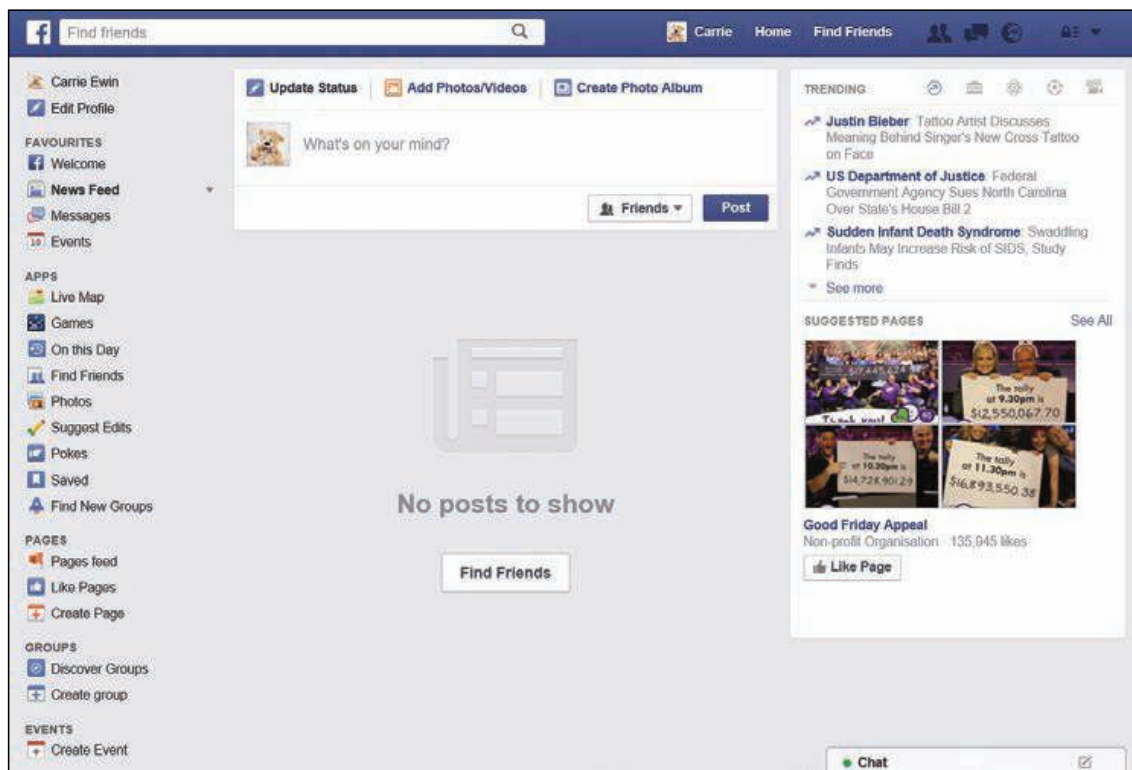 Find friends
Carrie Home Find Friends
Carrie Ewin
Edit Profile
FAVOURITES
Welcome
News Feed
Messages
10 Events
APPS
Live Map
Games
On this Day
Find Friends
Photos
Suggest Edits
Pokes
Saved
Find New Groups
PAGES
Pages feed
Like Pages
Create Page
GROUPS
Discover Groups
Create group
EVENTS
Create Event
Update Status Add Photos/Videos Create Photo Album
What's on your mind?
Friends Post
No posts to show
Find Friends
TRENDING
Justin Bieber: Tattoo Artist Discusses
Meaning Behind Singer's New Cross Tattoo
on Face
US Department of Justice: Federal
Government Agency Sues North Carolina
Over State's House Bill 2
Sudden Infant Death Syndrome: Swaddling
Infants May Increase Risk of SIDS, Study
Finds
See more
SUGGESTED PAGES See All
Thank you!
The tally
at 9.30pm is
$12,550,067.70
The tally
at 10.30pm is
The tally
at 11.30pm is
$16,893,550.38
Good Friday Appeal
Non-profit Organisation 135,945 likes
Like Page
Chat